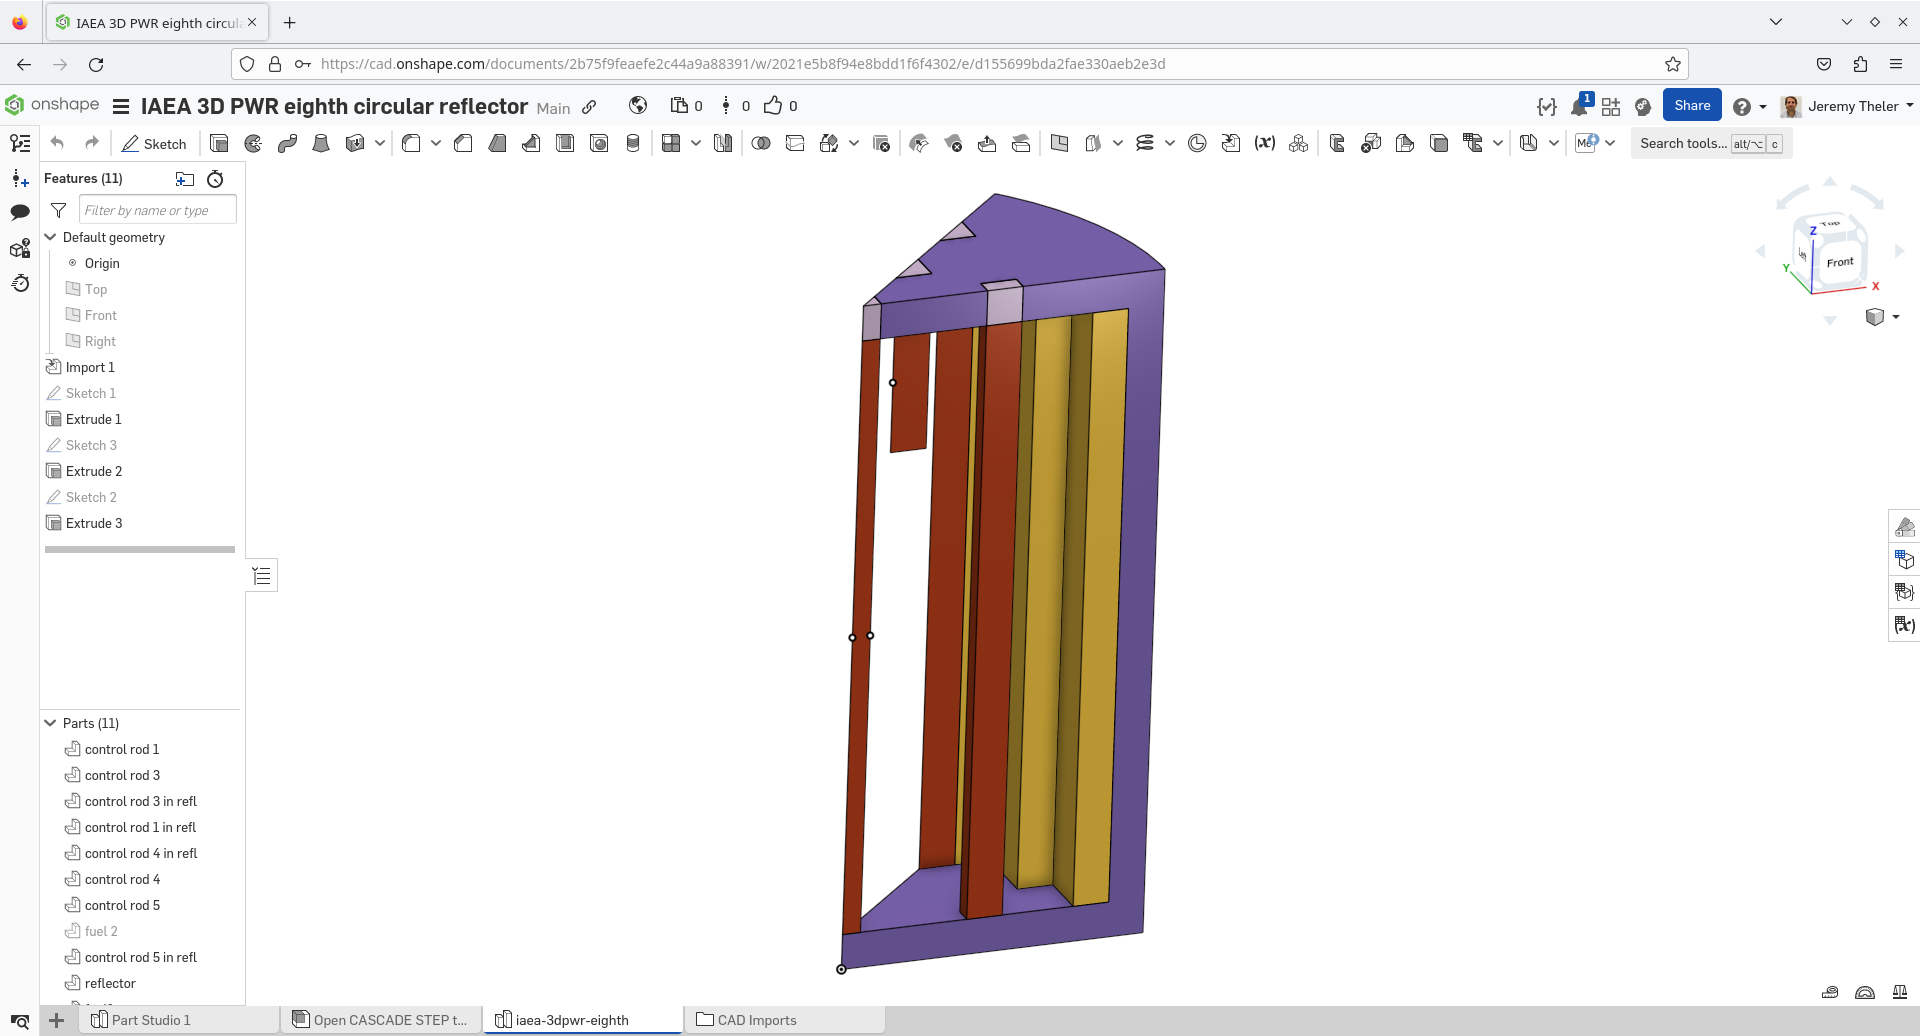 IAEA 3D PWR eighth circula
https://cad.onshape.com/documents/2b75f9feaefe2c44a9a88391/w/2021e5b8f94e8bdd1f6f4302/e/d155699bda2fae330aeb2e3d
onshape IAEA 3D PWR eighth circular reflector Main 0 0 0 1 Share Jeremy Theler
Sketch (x) Search tools... alt/⌥ c
Features (11)
Filter by name or type
Default geometry
Origin
Top
Front
Right
Import 1
Sketch 1
Extrude 1
Sketch 3
Extrude 2
Sketch 2
Extrude 3
Parts (11)
control rod 1
control rod 3
control rod 3 in refl
control rod 1 in refl
control rod 4 in refl
control rod 4
control rod 5
fuel 2
control rod 5 in refl
reflector
Top
Z
Front
Y
X
(x)
Part Studio 1 Open CASCADE STEP t... iaea-3dpwr-eighth CAD Imports